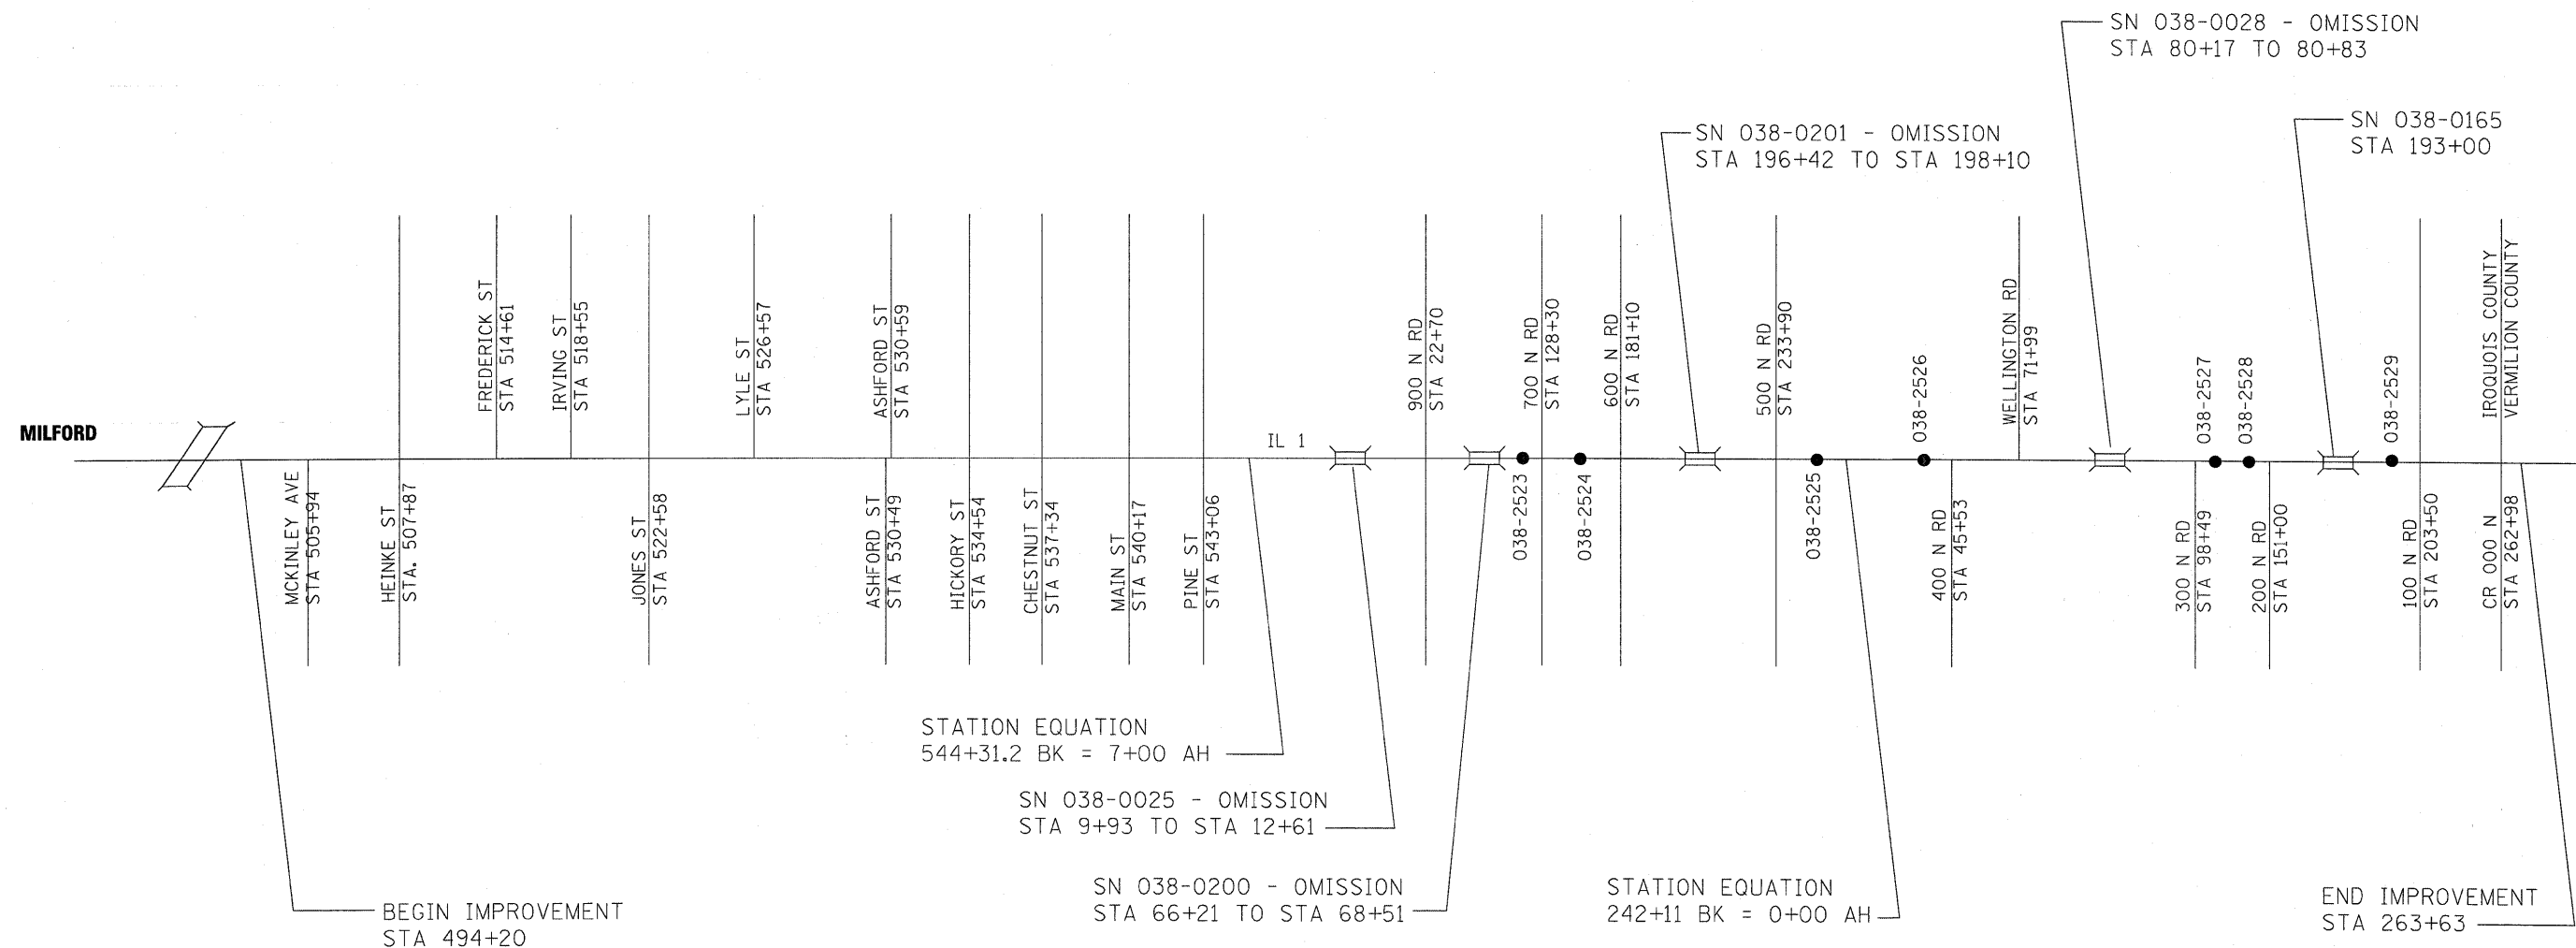 SN 038-0028 - OMISSION
STA 80+17 TO 80+83
SN 038-0165
STA 193+00
SN 038-0201 - OMISSION
STA 196+42 TO STA 198+10
MILFORD
MCKINLEY AVE
STA 505+94
HEINKE ST
STA. 507+87
FREDERICK ST
STA 514+61
IRVING ST
STA 518+55
JONES ST
STA 522+58
LYLE ST
STA 526+57
ASHFORD ST
STA 530+59
ASHFORD ST
STA 530+49
HICKORY ST
STA 534+54
CHESTNUT ST
STA 537+34
MAIN ST
STA 540+17
PINE ST
STA 543+06
IL 1
900 N RD
STA 22+70
038-2523
700 N RD
STA 128+30
038-2524
600 N RD
STA 181+10
500 N RD
STA 233+90
038-2525
038-2526
400 N RD
STA 45+53
WELLINGTON RD
STA 71+99
300 N RD
STA 98+49
038-2527
038-2528
200 N RD
STA 151+00
038-2529
100 N RD
STA 203+50
IROQUOIS COUNTY
VERMILION COUNTY
CR 000 N
STA 262+98
STATION EQUATION
544+31.2 BK = 7+00 AH
SN 038-0025 - OMISSION
STA 9+93 TO STA 12+61
SN 038-0200 - OMISSION
STA 66+21 TO STA 68+51
STATION EQUATION
242+11 BK = 0+00 AH
BEGIN IMPROVEMENT
STA 494+20
END IMPROVEMENT
STA 263+63